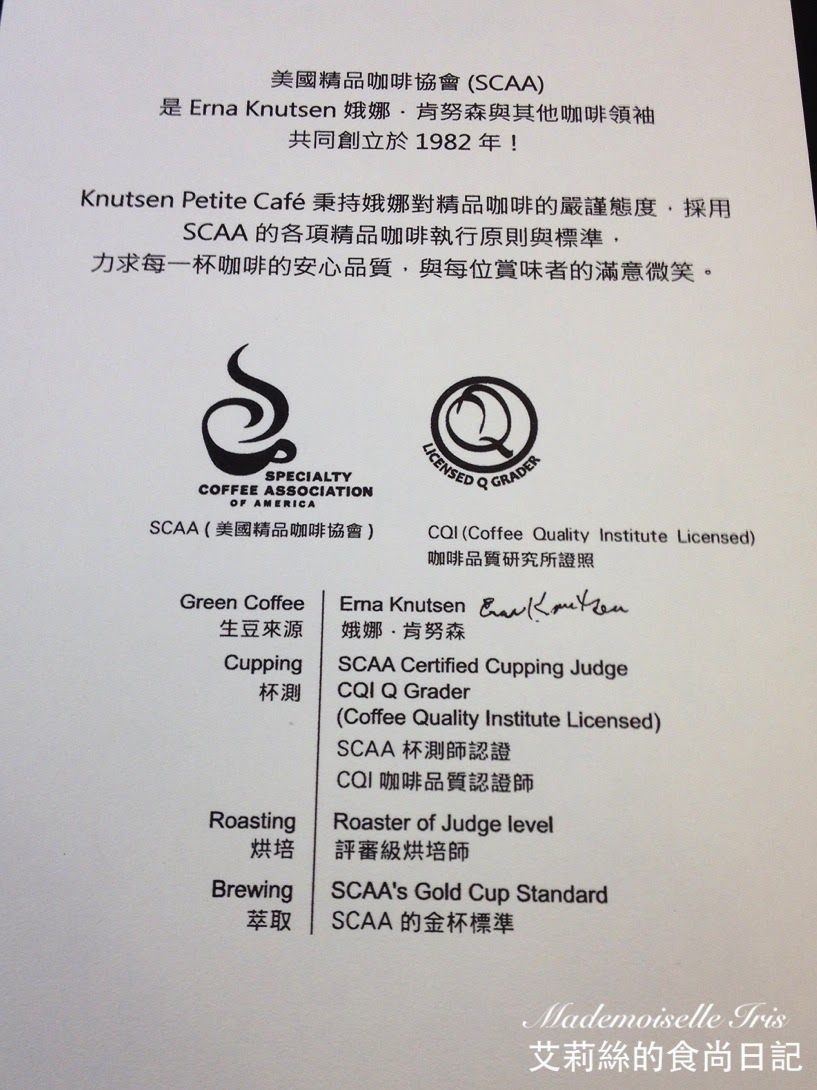 美國精品咖啡協會 (SCAA)
是 Erna Knutsen 娥娜．肯努森與其他咖啡領袖
共同創立於 1982 年！
Knutsen Petite Café 秉持娥娜對精品咖啡的嚴謹態度，採用
SCAA 的各項精品咖啡執行原則與標準，
力求每一杯咖啡的安心品質，與每位賞味者的滿意微笑。
SPECIALTY
COFFEE ASSOCIATION
OF AMERICA
SCAA ( 美國精品咖啡協會 )
Q
LICENSED Q GRADER
CQI (Coffee Quality Institute Licensed)
咖啡品質研究所證照
Green Coffee Erna Knutsen Erna Knutsen
生豆來源 娥娜．肯努森
Cupping SCAA Certified Cupping Judge
杯測 CQI Q Grader
(Coffee Quality Institute Licensed)
SCAA 杯測師認證
CQI 咖啡品質認證師
Roasting Roaster of Judge level
烘培 評審級烘培師
Brewing SCAA's Gold Cup Standard
萃取 SCAA 的金杯標準
Mademoiselle Iris
艾莉絲的食尚日記